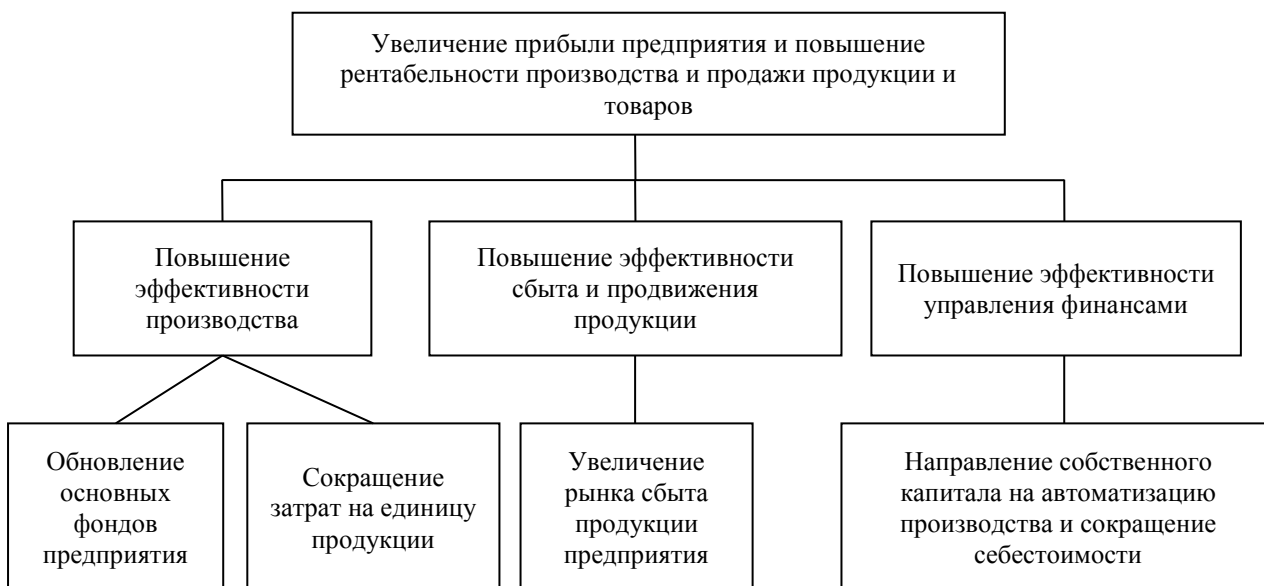 Увеличение прибыли предприятия и повышение
рентабельности производства и продажи продукции и
товаров
Повышение
эффективности
производства
Повышение эффективности
сбыта и продвижения
продукции
Повышение эффективности
управления финансами
Обновление
основных
фондов
предприятия
Сокращение
затрат на единицу
продукции
Увеличение
рынка сбыта
продукции
предприятия
Направление собственного
капитала на автоматизацию
производства и сокращение
себестоимости